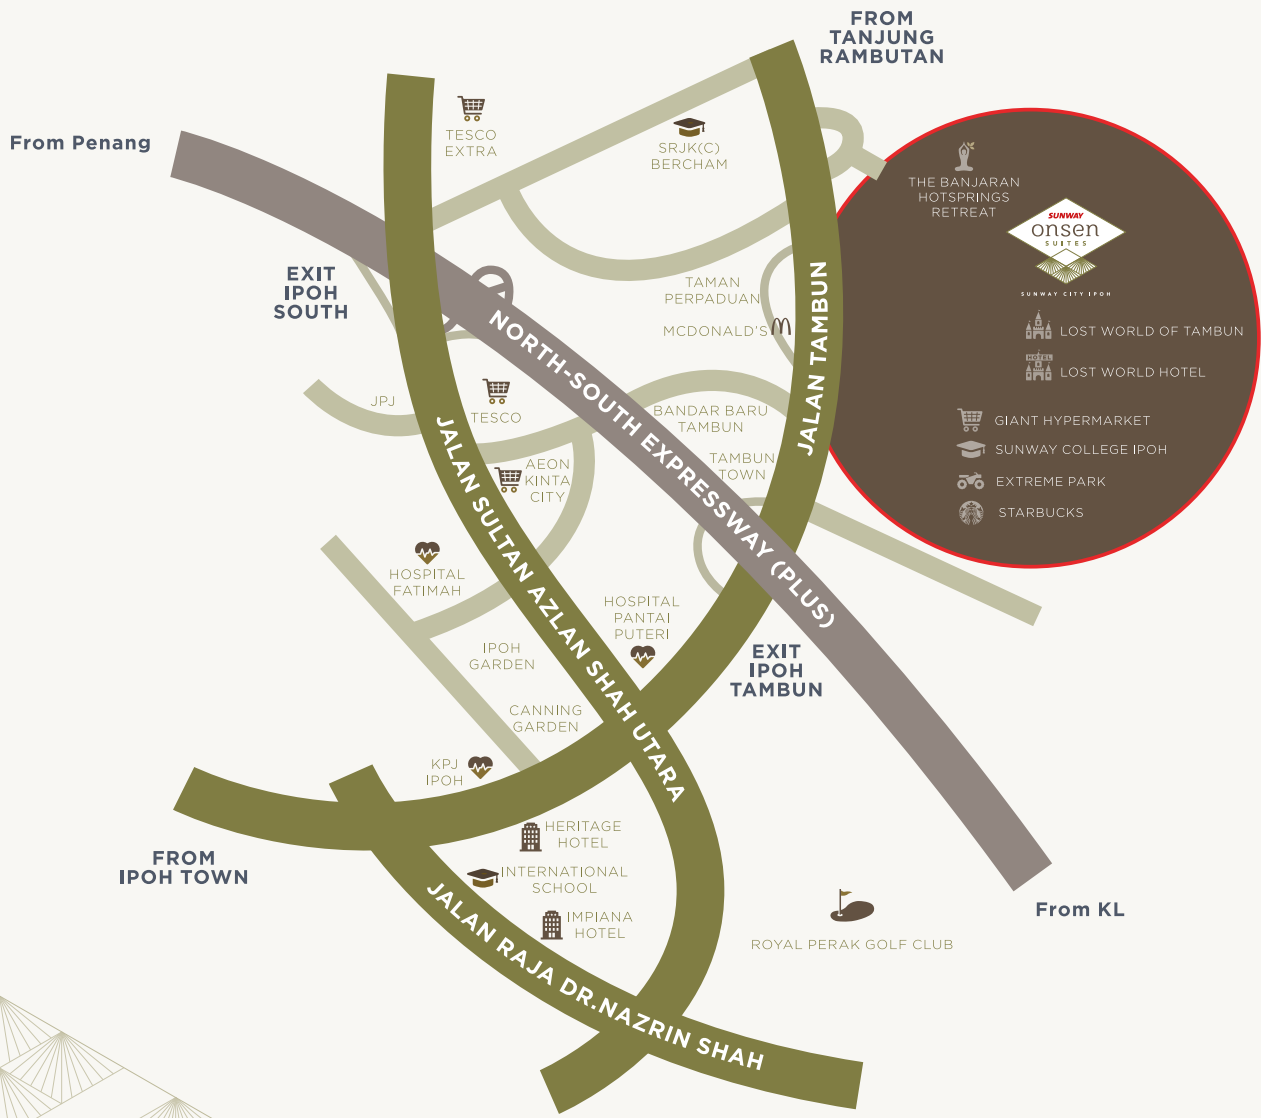 FROM
TANJUNG
RAMBUTAN
From Penang
TESCO
EXTRA
SRJK(C)
BERCHAM
THE BANJARAN
HOTSPRINGS
RETREAT
SUNWAY
onsen
SUITES
SUNWAY CITY IPOH
EXIT
IPOH
SOUTH
TAMAN
PERPADUAN
MCDONALD'S
JALAN TAMBUN
LOST WORLD OF TAMBUN
HOTEL
LOST WORLD HOTEL
NORTH-SOUTH EXPRESSWAY (PLUS)
JPJ
TESCO
BANDAR BARU
TAMBUN
GIANT HYPERMARKET
SUNWAY COLLEGE IPOH
EXTREME PARK
STARBUCKS
TAMBUN
TOWN
AEON
KINTA
CITY
JALAN SULTAN AZLAN SHAH UTARA
HOSPITAL
FATIMAH
HOSPITAL
PANTAI
PUTERI
IPOH
GARDEN
EXIT
IPOH
TAMBUN
CANNING
GARDEN
KPJ
IPOH
HERITAGE
HOTEL
FROM
IPOH TOWN
INTERNATIONAL
SCHOOL
IMPIANA
HOTEL
JALAN RAJA DR.NAZRIN SHAH
From KL
ROYAL PERAK GOLF CLUB